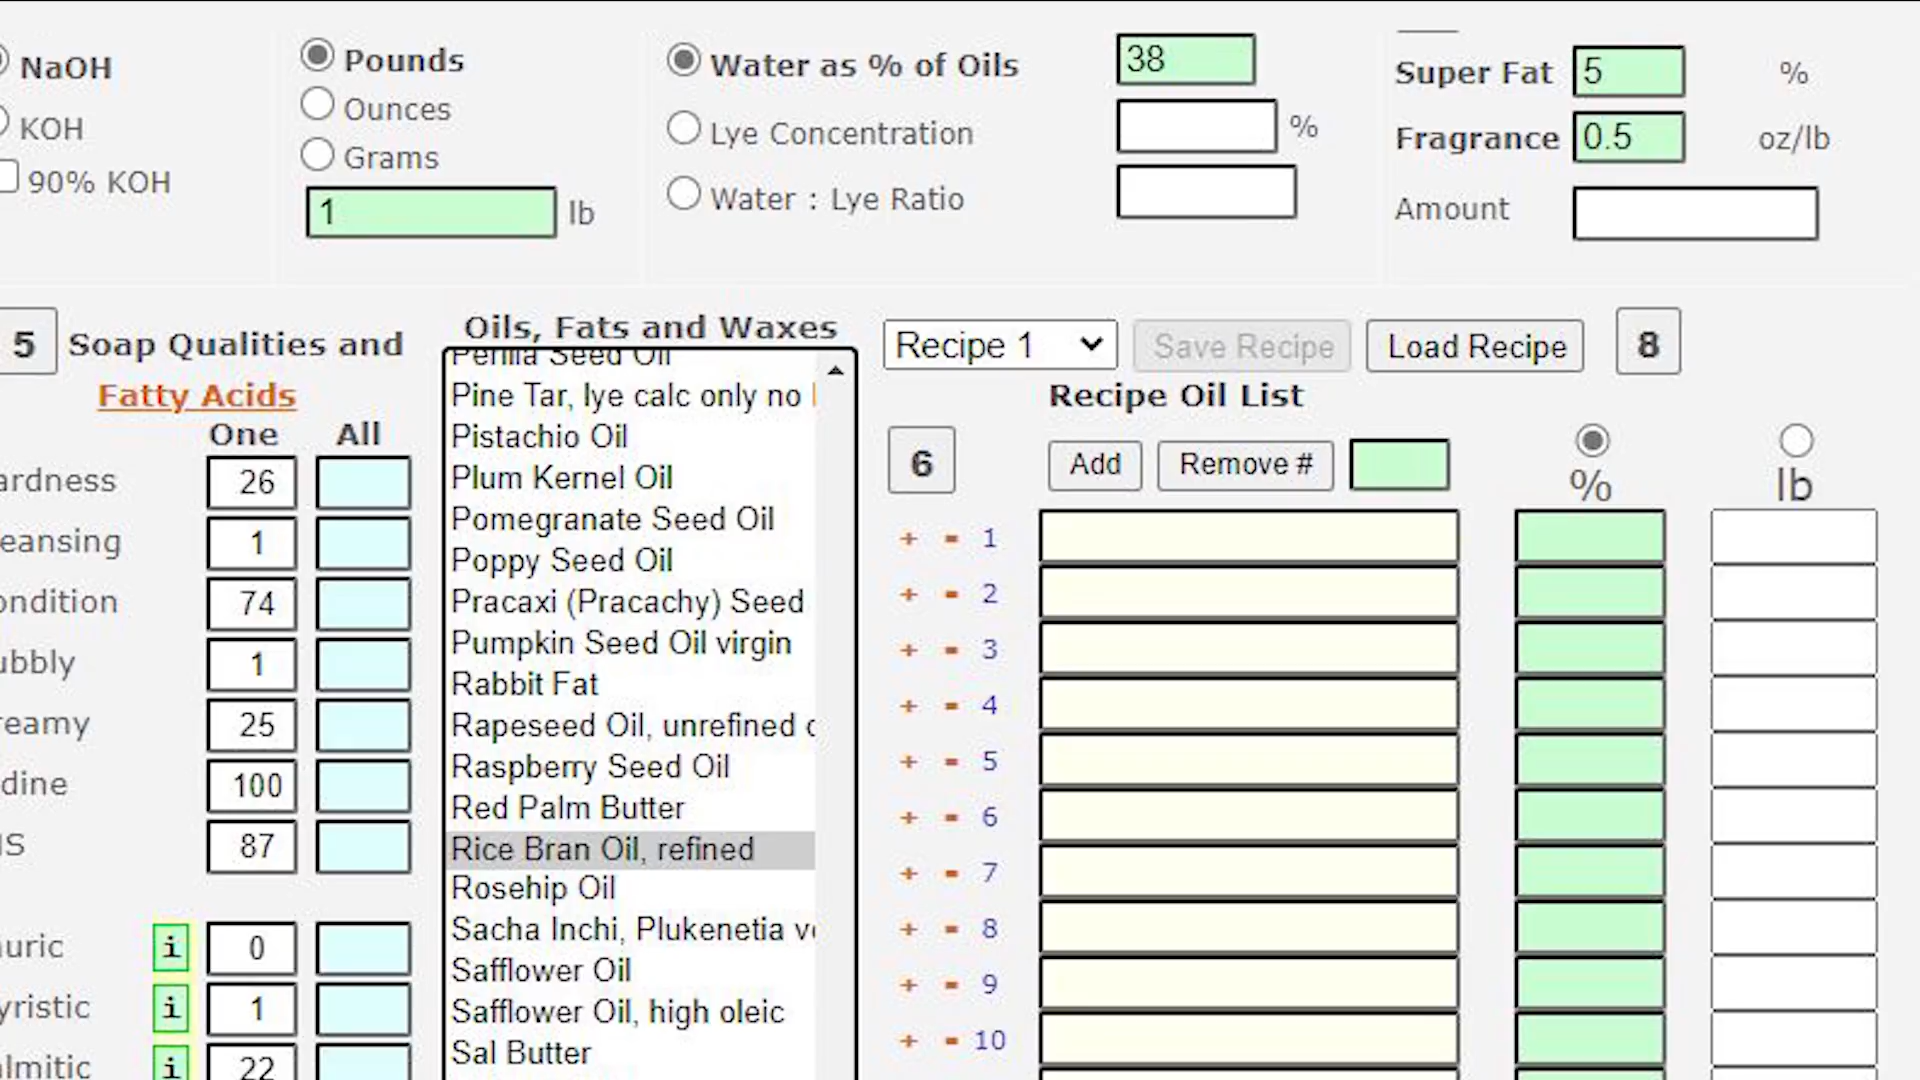 NaOH
KOH
90% KOH
Pounds
Ounces
Grams
1 lb
Water as % of Oils 38
Lye Concentration %
Water : Lye Ratio
Super Fat 5 %
Fragrance 0.5 oz/lb
Amount
5 Soap Qualities and
Fatty Acids
One All
ardness 26
eansing 1
ondition 74
ubbly 1
reamy 25
dine 100
IS 87
uric i 0
yristic i 1
almitic i 22
Oils, Fats and Waxes
Perilla Seed Oil
Pine Tar, lye calc only no
Pistachio Oil
Plum Kernel Oil
Pomegranate Seed Oil
Poppy Seed Oil
Pracaxi (Pracachy) Seed
Pumpkin Seed Oil virgin
Rabbit Fat
Rapeseed Oil, unrefined c
Raspberry Seed Oil
Red Palm Butter
Rice Bran Oil, refined
Rosehip Oil
Sacha Inchi, Plukenetia v
Safflower Oil
Safflower Oil, high oleic
Sal Butter
Recipe 1 Save Recipe Load Recipe 8
Recipe Oil List
6 Add Remove # % lb
+ - 1
+ - 2
+ - 3
+ - 4
+ - 5
+ - 6
+ - 7
+ - 8
+ - 9
+ - 10